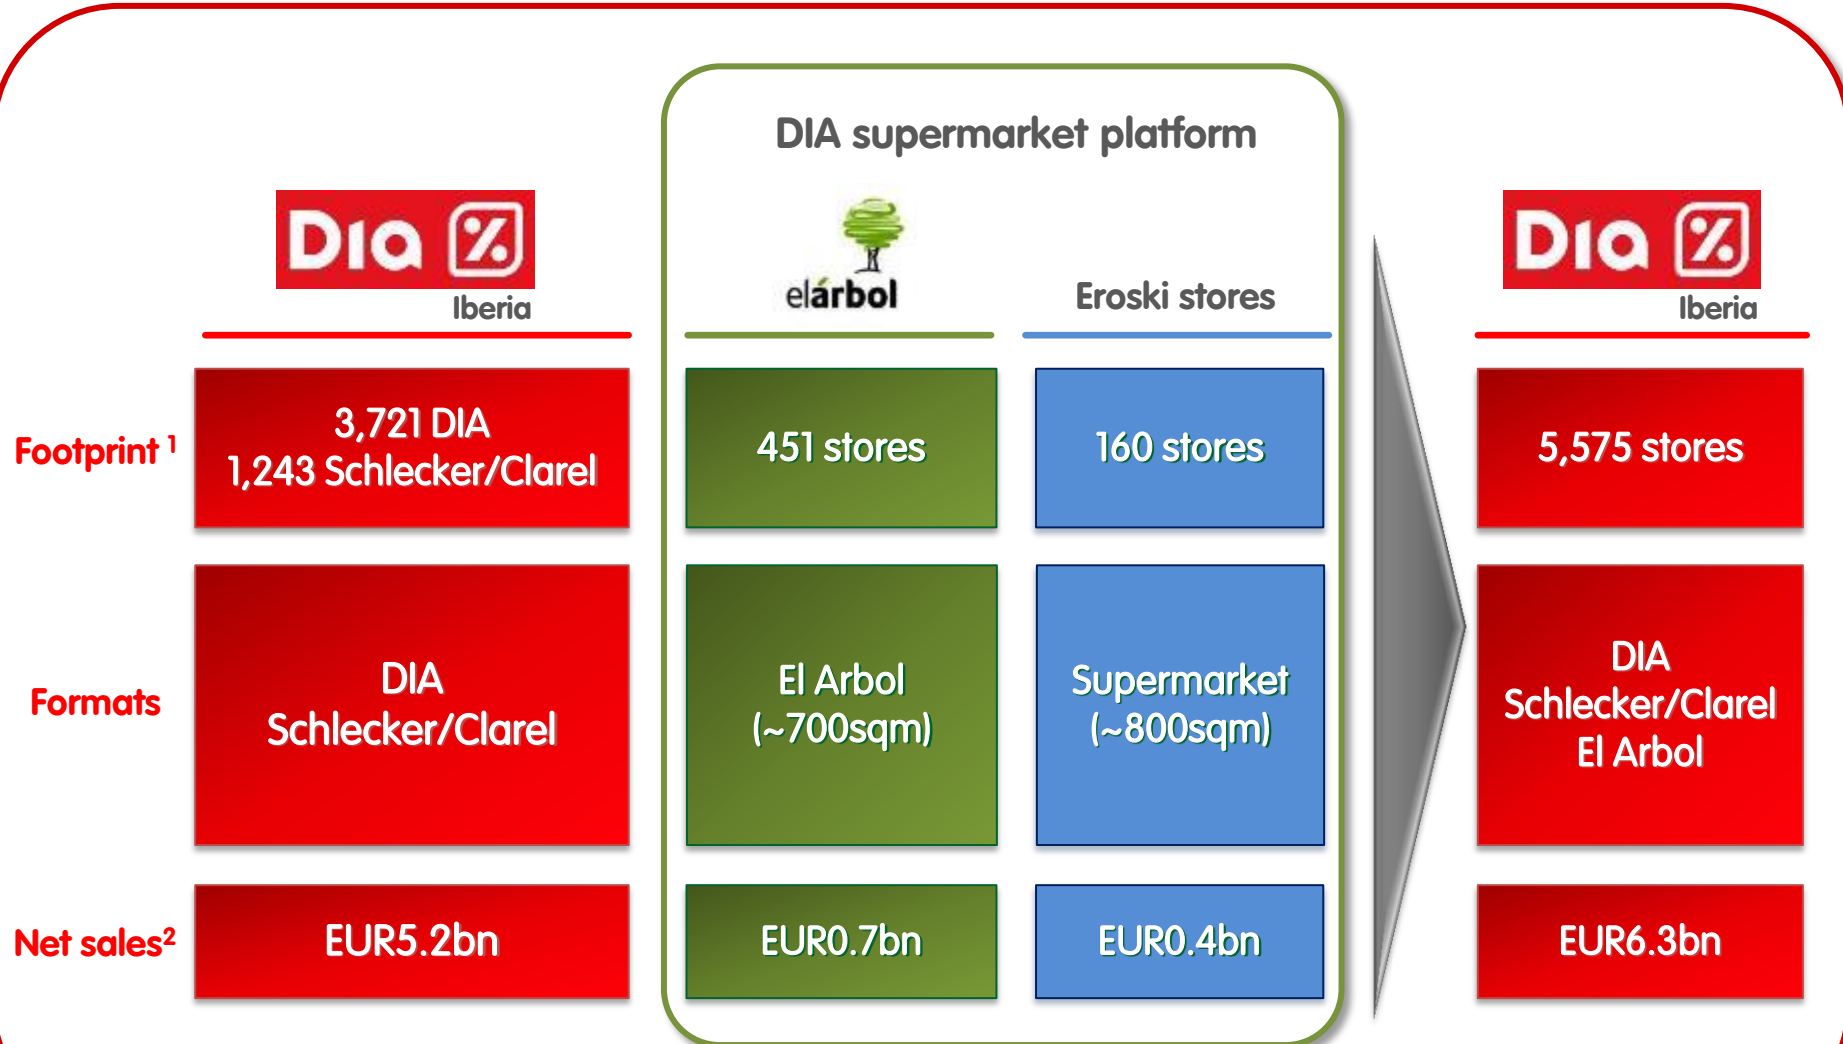 DIA supermarket platform
Dia %
Iberia
elárbol
Eroski stores
Dia %
Iberia
Footprint ¹
3,721 DIA
1,243 Schlecker/Clarel
451 stores
160 stores
5,575 stores
Formats
DIA
Schlecker/Clarel
El Arbol
(~700sqm)
Supermarket
(~800sqm)
DIA
Schlecker/Clarel
El Arbol
Net sales²
EUR5.2bn
EUR0.7bn
EUR0.4bn
EUR6.3bn